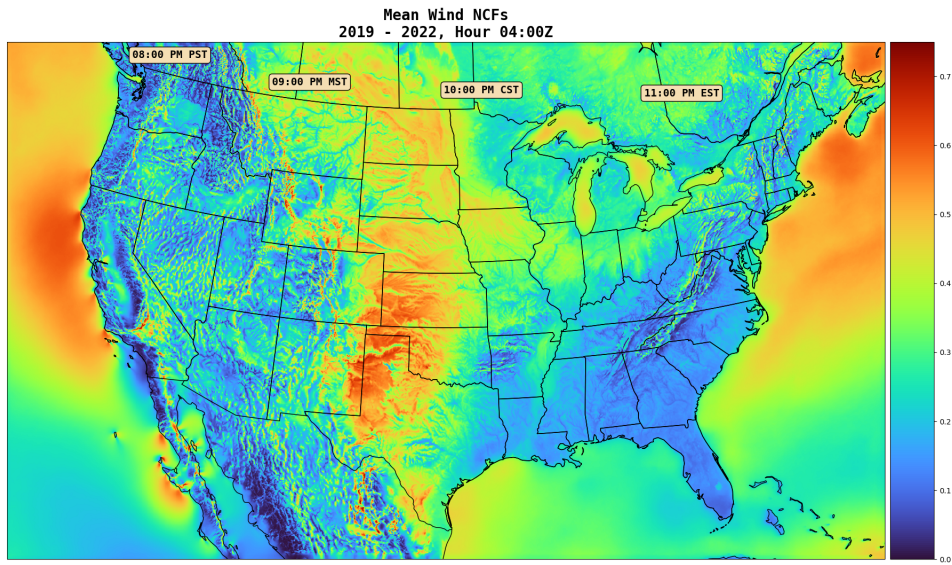 Mean Wind NCFs
2019 - 2022, Hour 04:00Z
08:00 PM PST
09:00 PM MST
10:00 PM CST
11:00 PM EST
0.7
0.6
0.5
0.4
0.3
0.2
0.1
0.0